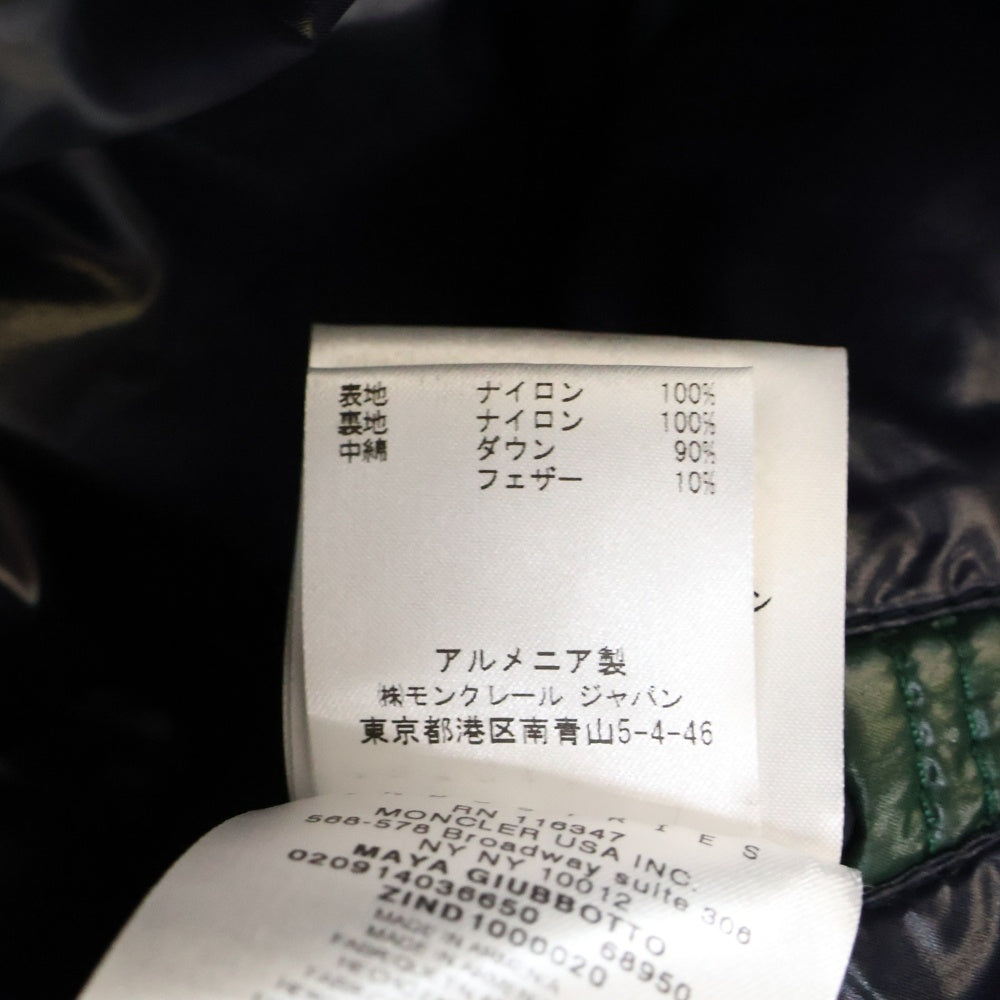 表地 ナイロン 100%
裏地 ナイロン 100%
中綿 ダウン 90%
フェザー 10%
ン
アルメニア製
㈱モンクレール ジャパン
東京都港区南青山5-4-46
RN 116347
MONCLER USA INC.
568-578 Broadway suite 306
NY NY 10012
MAYA GIUBBOTTO
020914036650 68950
ZIND1000020
MADE IN
MADE IN